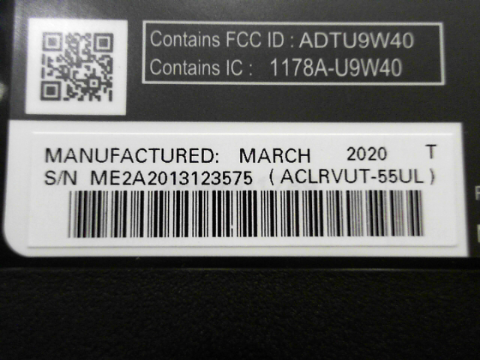 Contains FCC ID : ADTU9W40
Contains IC : 1178A-U9W40
MANUFACTURED: MARCH 2020 T
S/N ME2A2013123575 ( ACLRVUT-55UL )